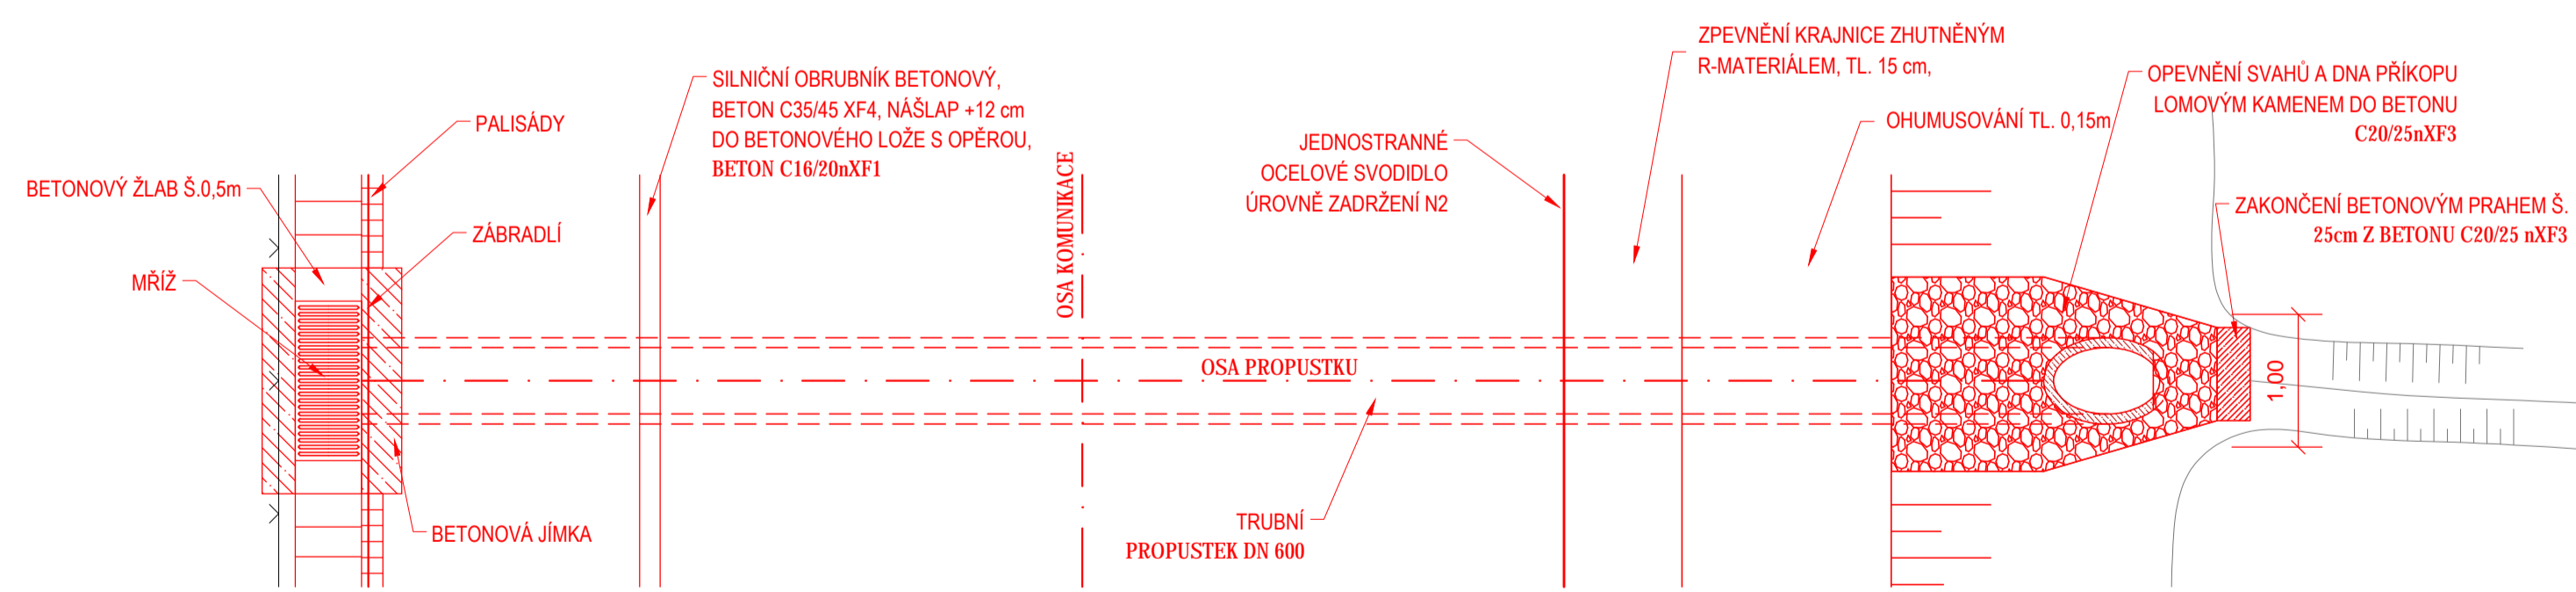 ZPEVNĚNÍ KRAJNICE ZHUTNĚNÝM
R-MATERIÁLEM, TL. 15 cm,
SILNIČNÍ OBRUBNÍK BETONOVÝ,
BETON C35/45 XF4, NÁŠLAP +12 cm
DO BETONOVÉHO LOŽE S OPĚROU,
BETON C16/20nXF1
OPEVNĚNÍ SVAHŮ A DNA PŘÍKOPU
LOMOVÝM KAMENEM DO BETONU
C20/25nXF3
PALISÁDY
OHUMUSOVÁNÍ TL. 0,15m
JEDNOSTRANNÉ
OCELOVÉ SVODIDLO
ÚROVNĚ ZADRŽENÍ N2
BETONOVÝ ŽLAB Š.0,5m
OSA KOMUNIKACE
ZAKONČENÍ BETONOVÝM PRAHEM Š.
25cm Z BETONU C20/25 nXF3
ZÁBRADLÍ
MŘÍŽ
OSA PROPUSTKU
1,00
TRUBNÍ
PROPUSTEK DN 600
BETONOVÁ JÍMKA